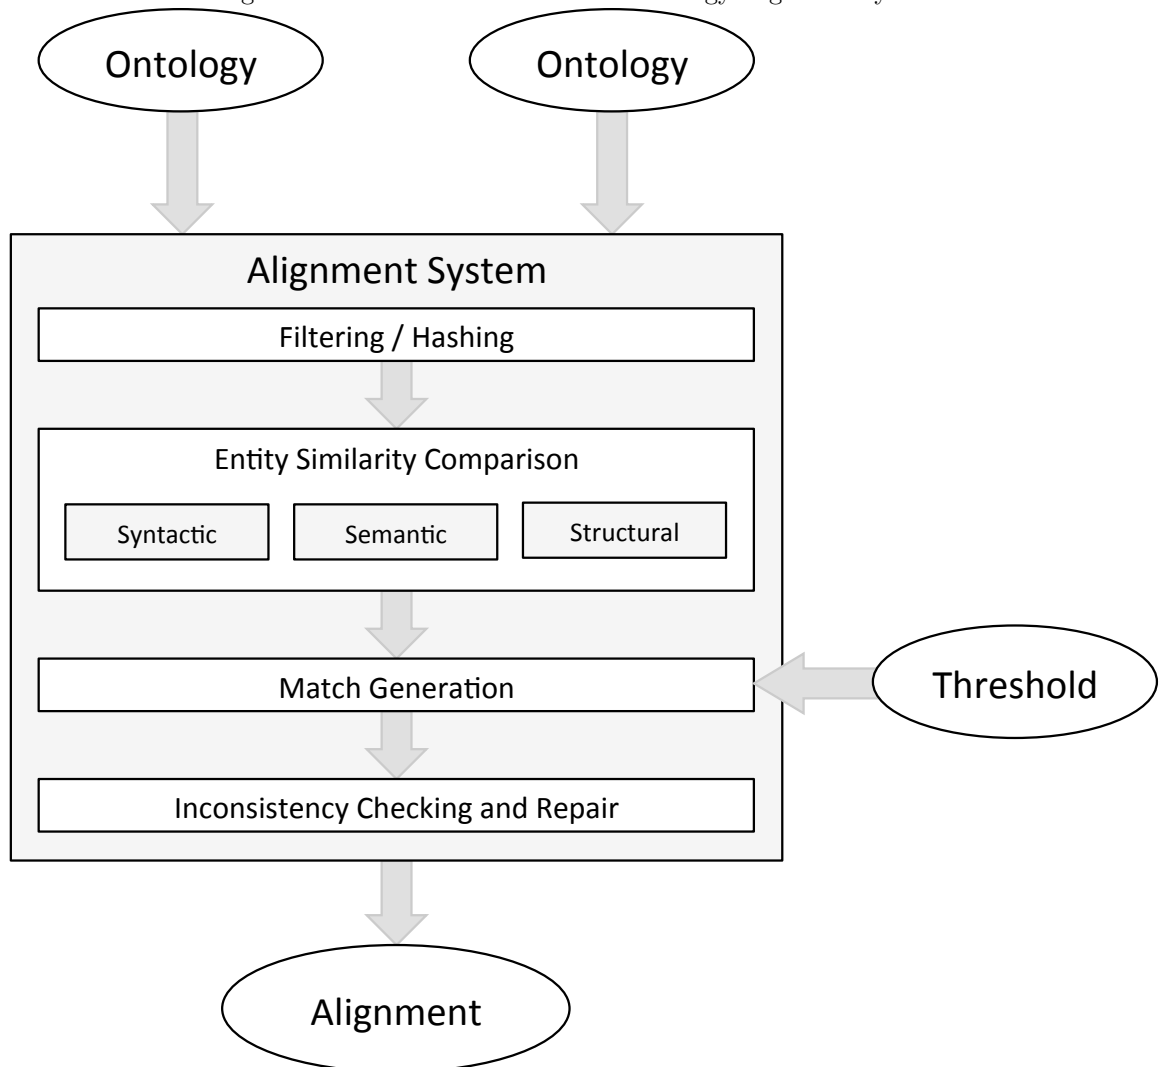 Ontology
Ontology
Alignment System
Filtering / Hashing
Entity Similarity Comparison
Syntactic
Semantic
Structural
Match Generation
Threshold
Inconsistency Checking and Repair
Alignment